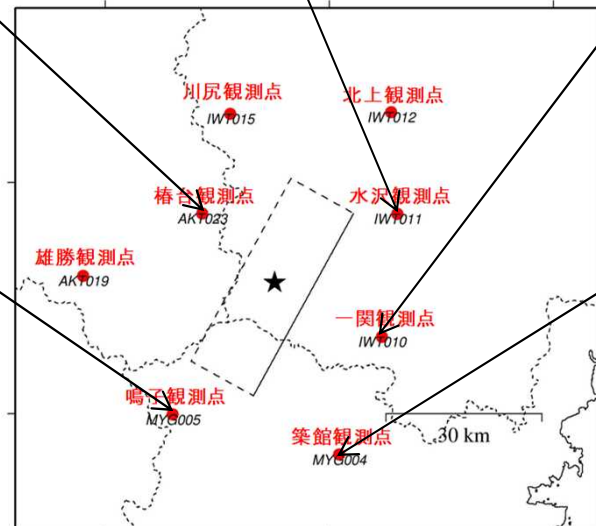 川尻観測点
IWT015
北上観測点
IWT012
椿台観測点
AKT023
水沢観測点
IWT011
雄勝観測点
AKT019
一関観測点
IWT010
鳴子観測点
MYG005
30 km
築館観測点
MYG004